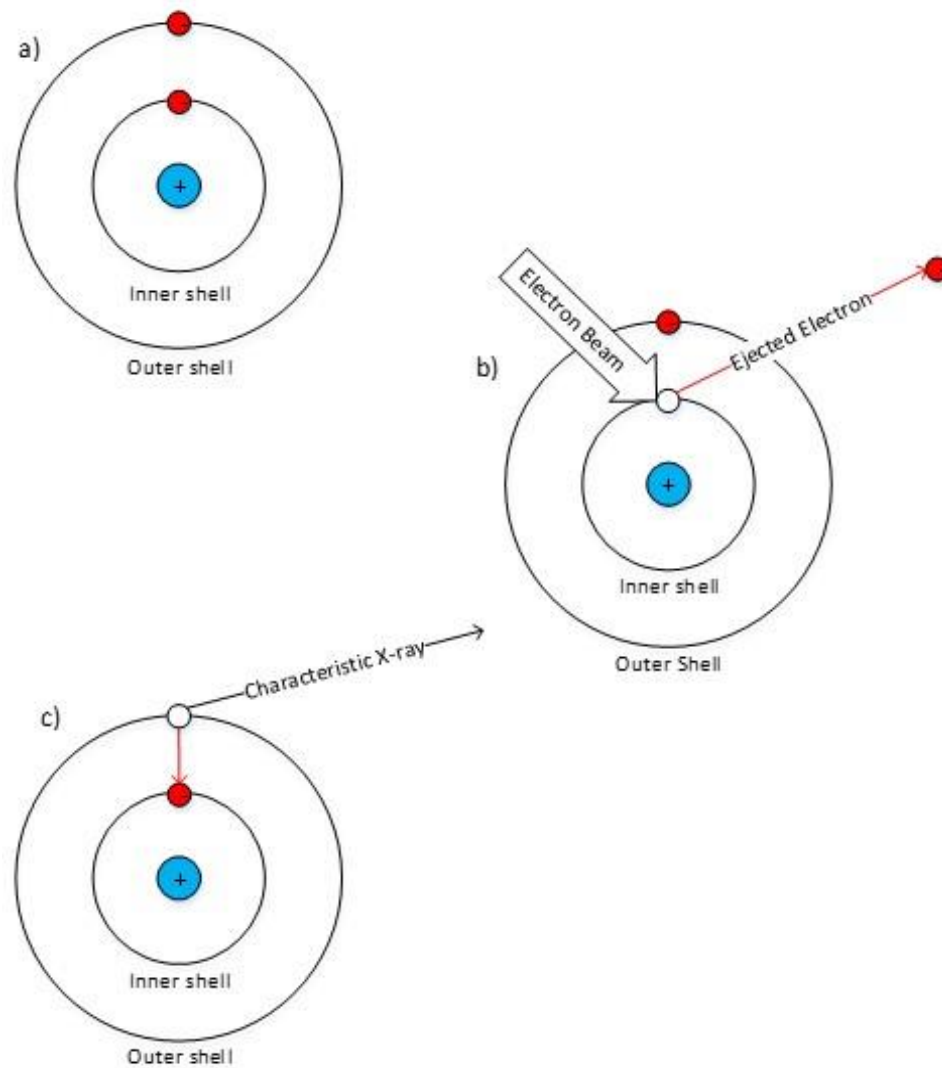 a)
+
Inner shell
Outer shell
b)
Electron Beam
Ejected Electron
+
Inner shell
Outer Shell
c)
Characteristic X-ray
+
Inner shell
Outer shell